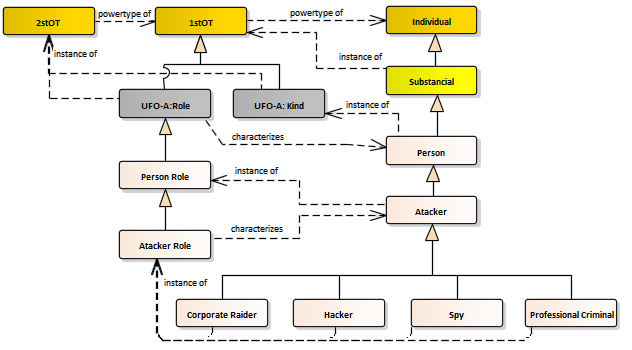 2stOT
powertype of
1stOT
powertype of
Individual
instance of
instance of
Substancial
UFO-A:Role
UFO-A: Kind
instance of
characterizes
Person
Person Role
instance of
Atacker
Atacker Role
characterizes
instance of
Corporate Raider
Hacker
Spy
Professional Criminal